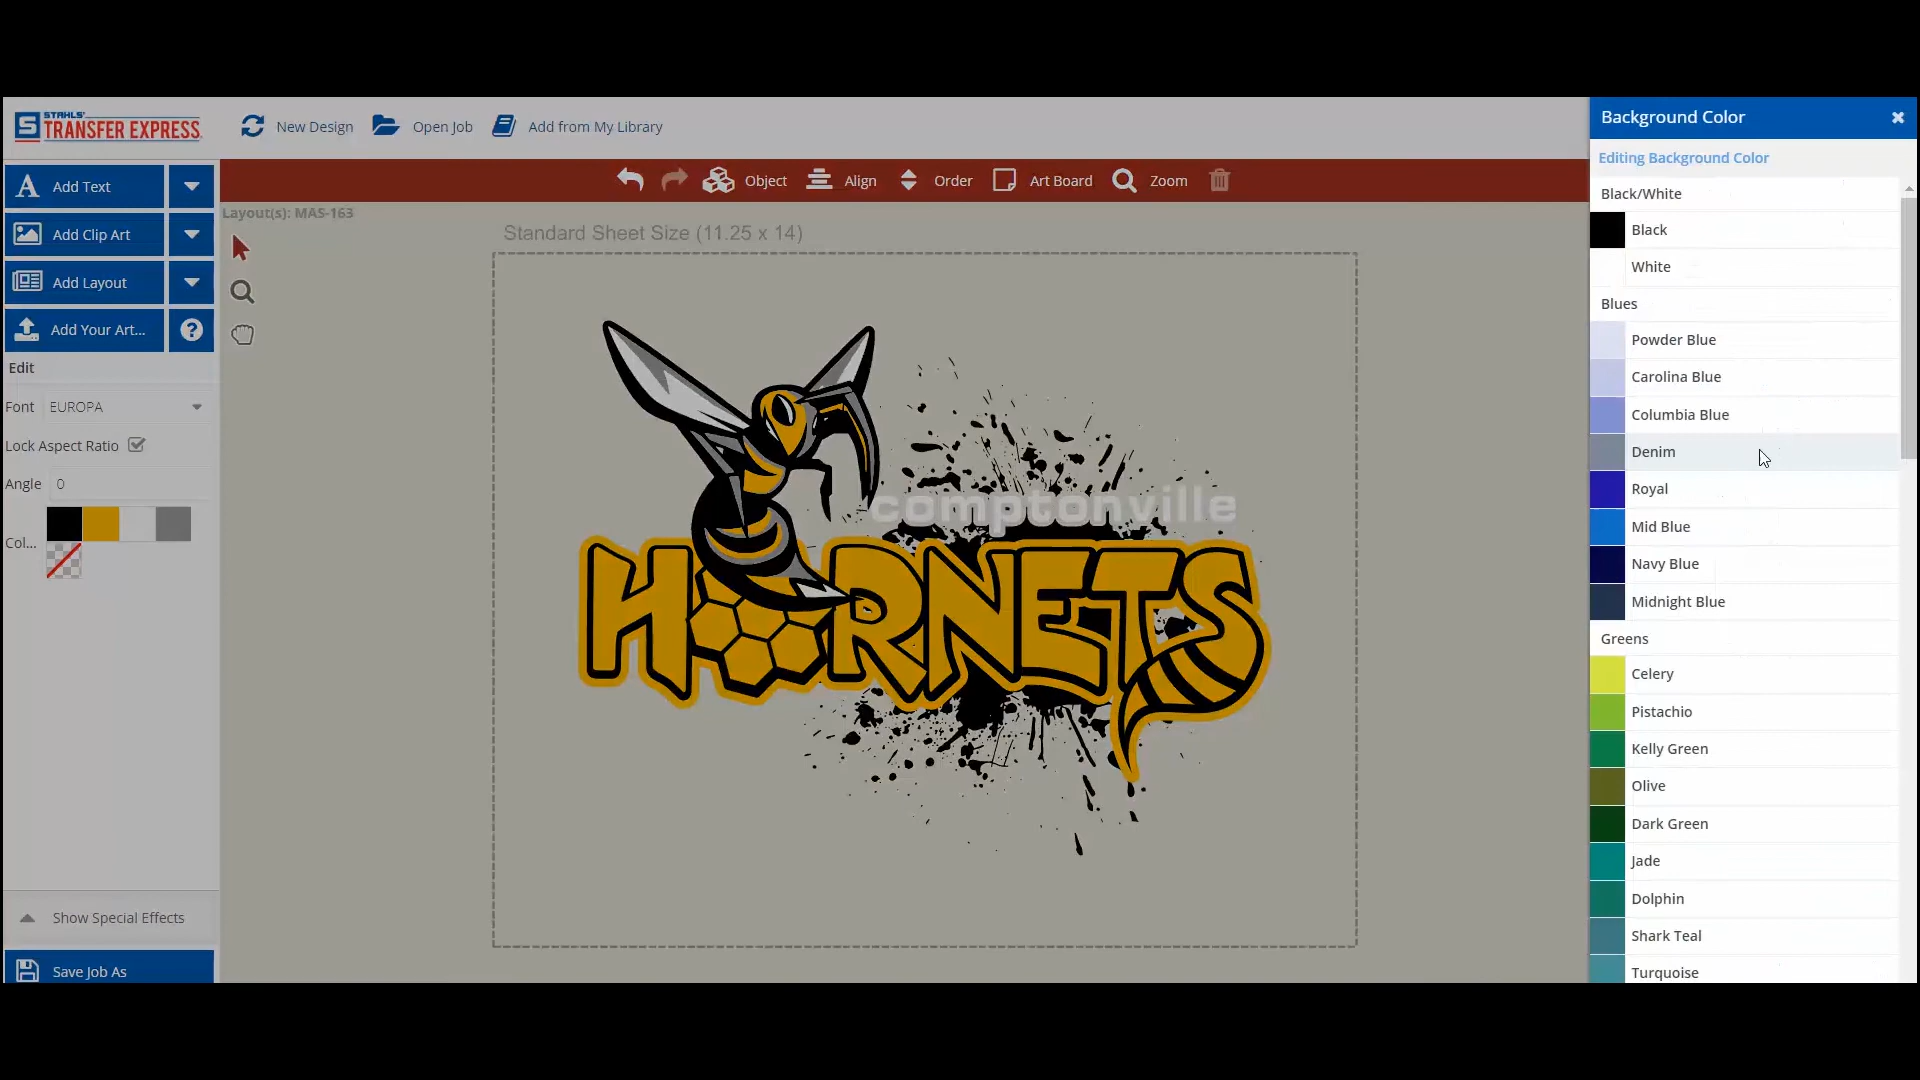 STAHLS'
TRANSFER EXPRESS
New Design
Open Job
Add from My Library
Background Color
Editing Background Color
Add Text
Add Clip Art
Add Layout
Add Your Art...
Edit
Font EUROPA
Lock Aspect Ratio
Angle 0
Col...
Show Special Effects
Save Job As
Object
Align
Order
Art Board
Zoom
Layout(s): MAS-163
Standard Sheet Size (11.25 x 14)
comptonville
HORNETS
Black/White
Black
White
Blues
Powder Blue
Carolina Blue
Columbia Blue
Denim
Royal
Mid Blue
Navy Blue
Midnight Blue
Greens
Celery
Pistachio
Kelly Green
Olive
Dark Green
Jade
Dolphin
Shark Teal
Turquoise